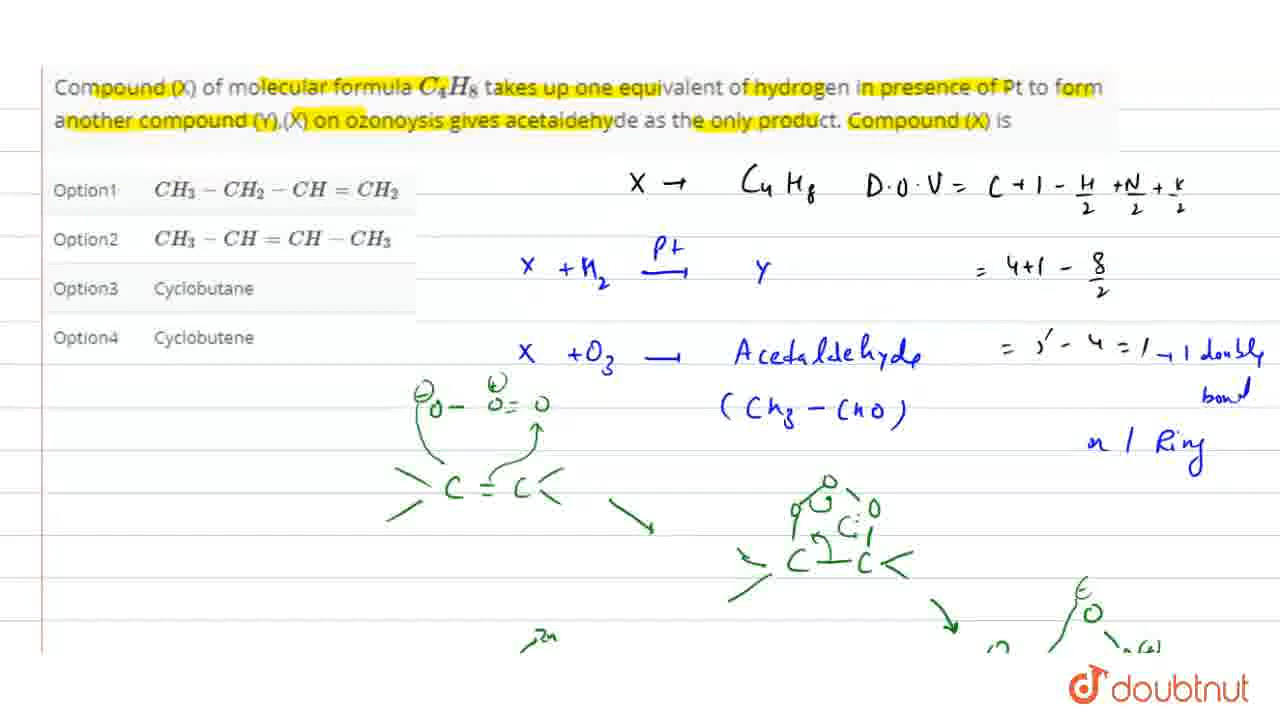 Compound (X) of molecular formula C₄H₈ takes up one equivalent of hydrogen in presence of Pt to form
another compound (Y),(X) on ozonoysis gives acetaldehyde as the only product. Compound (X) is
Option1 CH₃ − CH₂ − CH = CH₂
Option2 CH₃ − CH = CH − CH₃
Option3 Cyclobutane
Option4 Cyclobutene
X → C4 H8 D.O.U = C + 1 - H/2 + N/2 + X/2
X + H2 Pt → Y = 4+1 - 8/2
X + O3 → Acetaldehyde = 5 - 4 = 1 → 1 double
bond
(CH3 - CHO)
⊖ O - ⊕ O = O
1 Ring
C = C
O
O O
C - C
O
Zn
doubtnut